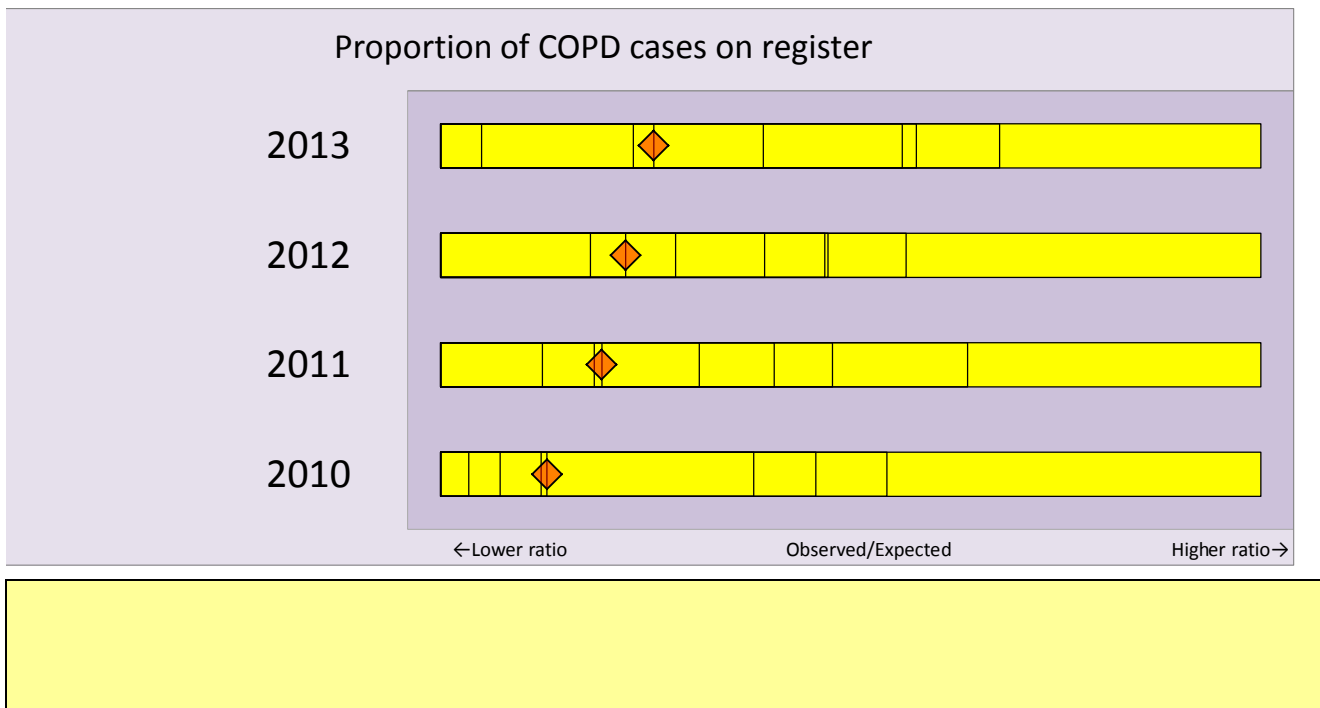 Proportion of COPD cases on register
2013
2012
2011
2010
←Lower ratio Observed/Expected Higher ratio→